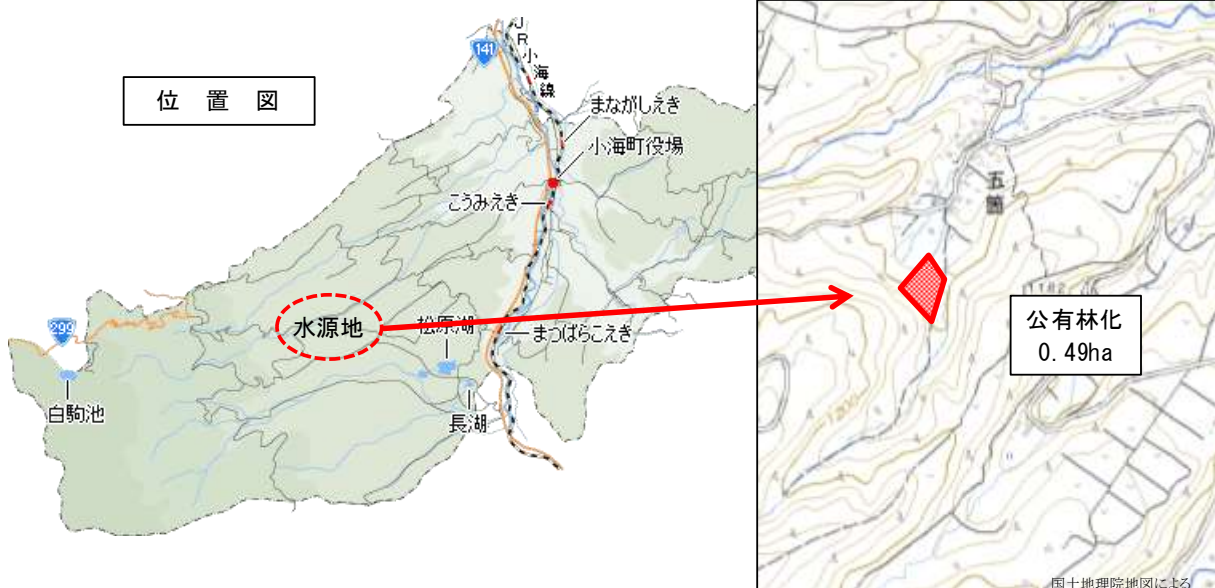 位 置 図
141
JR小海線
まながしえき
小海町役場
こうみえき
水源地
松原湖
まつばらこえき
長湖
299
白駒池
五箇
1182
公有林化
0.49ha
1200
国土地理院地図による